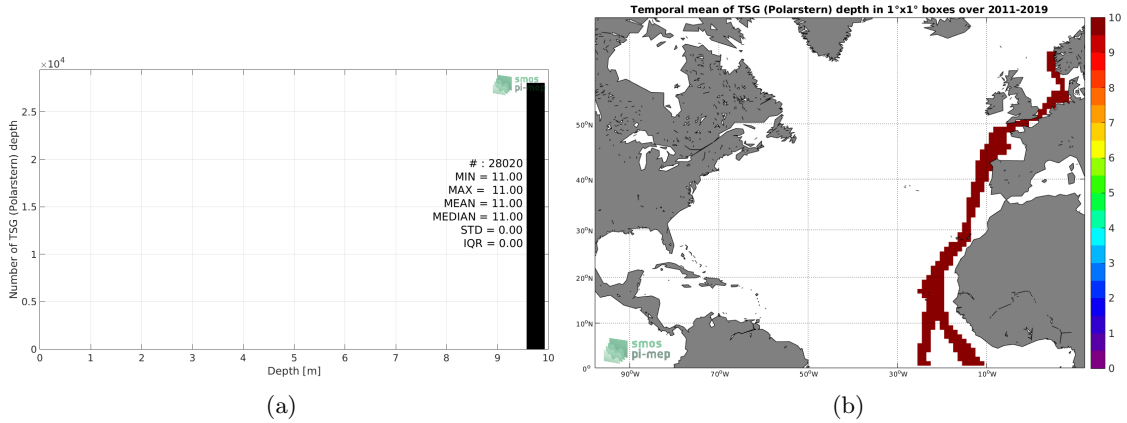 ×10⁴
2.5
2
1.5
1
0.5
0
Number of TSG (Polarstern) depth
smos
pi-mep
# : 28020
MIN = 11.00
MAX = 11.00
MEAN = 11.00
MEDIAN = 11.00
STD = 0.00
IQR = 0.00
0 1 2 3 4 5 6 7 8 9 10
Depth [m]
(a)
Temporal mean of TSG (Polarstern) depth in 1°x1° boxes over 2011-2019
50°N
40°N
30°N
20°N
10°N
0°
90°W 70°W 50°W 30°W 10°W
smos
pi-mep
10
9
8
7
6
5
4
3
2
1
0
(b)